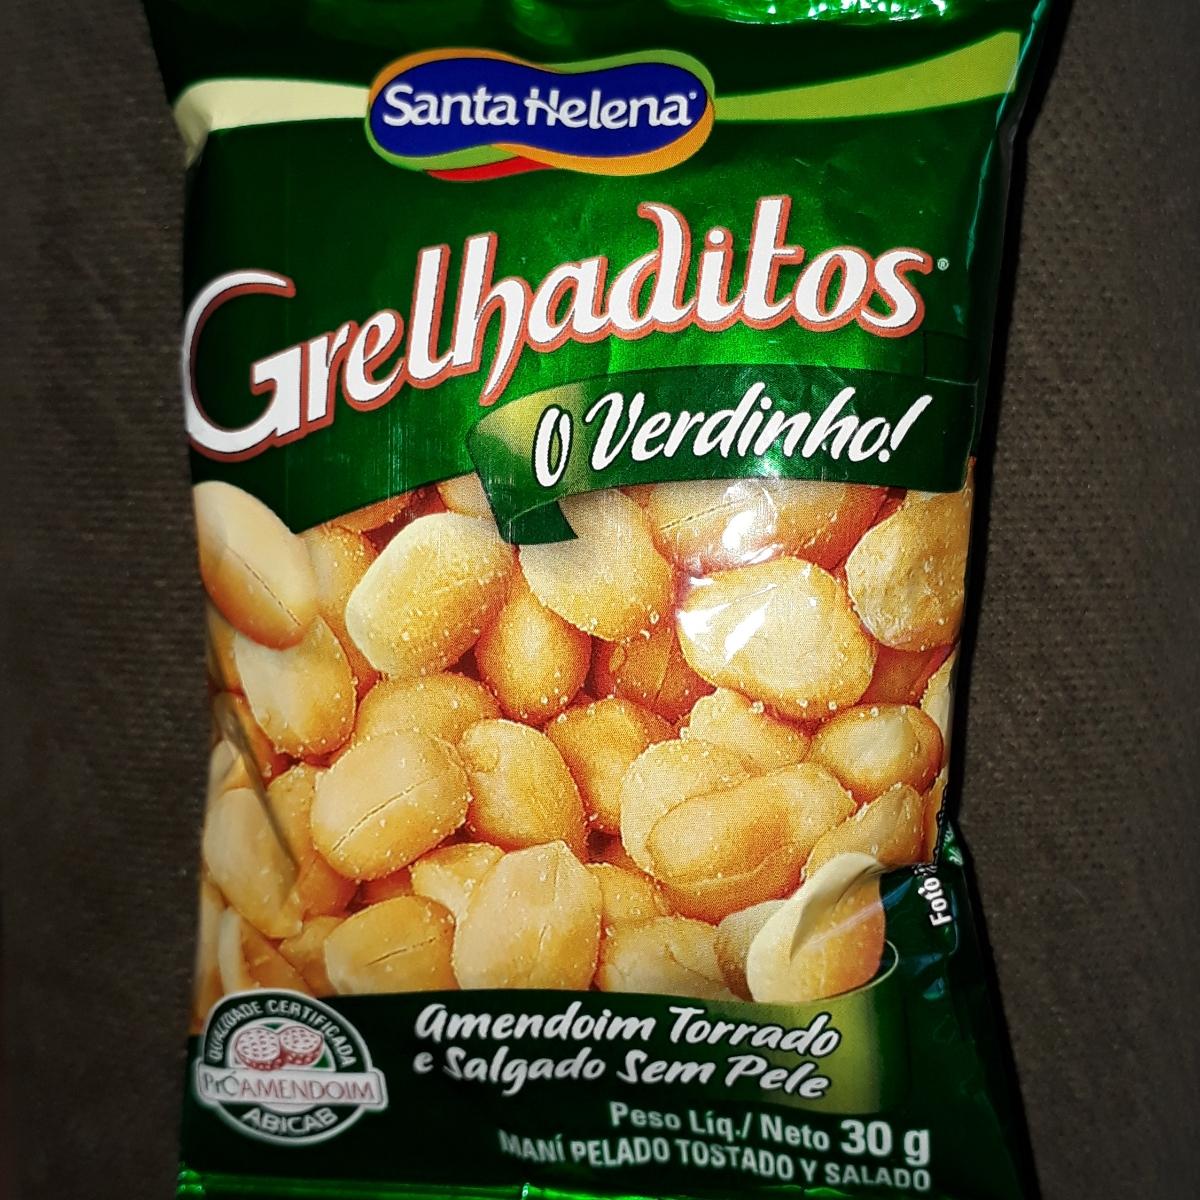 Santa Helena®
Grelhaditos®
O Verdinho!
Foto
Amendoim Torrado
e Salgado Sem Pele
QUALIDADE CERTIFICADA
PróAMENDOIM
ABICAB
Peso Líq./ Neto 30 g
MANÍ PELADO TOSTADO Y SALADO